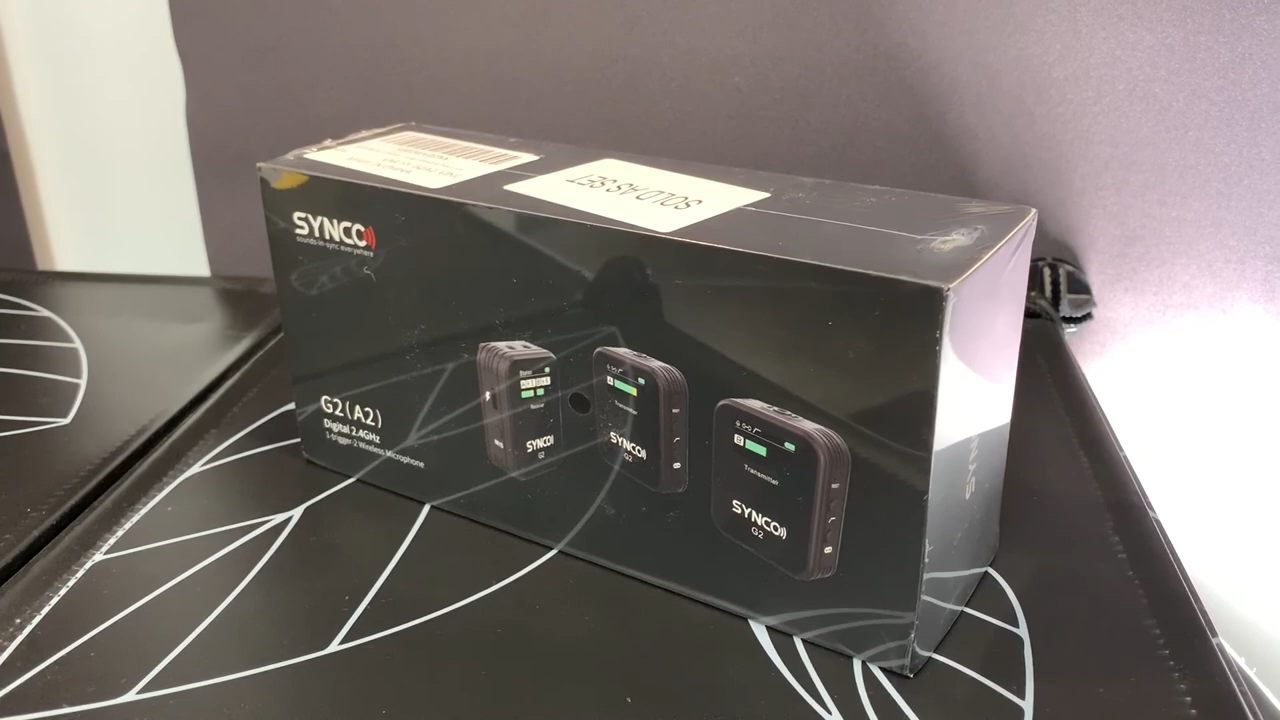 SOLD AS SET
SYNCO
sounds-in-sync everywhere
G2(A2)
Digital 2.4GHz
1-trigger-2 Wireless Microphone
SYNCO
G2
A
SYNCO
G2
B
Transmitter
SYNCO
G2
SYN